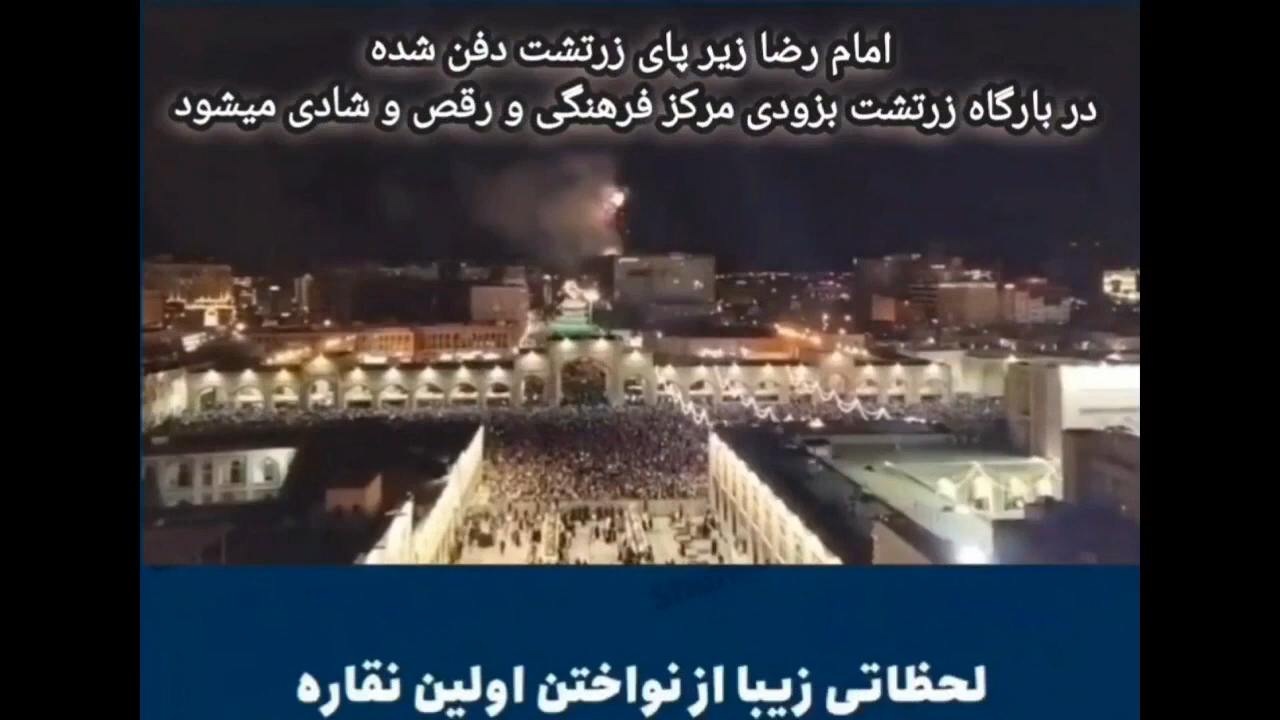 امام رضا زیر پای زرتشت دفن شده
در بارگاه زرتشت بزودی مرکز فرهنگی و رقص و شادی میشود
لحظاتی زیبا از نواختن اولین نقاره